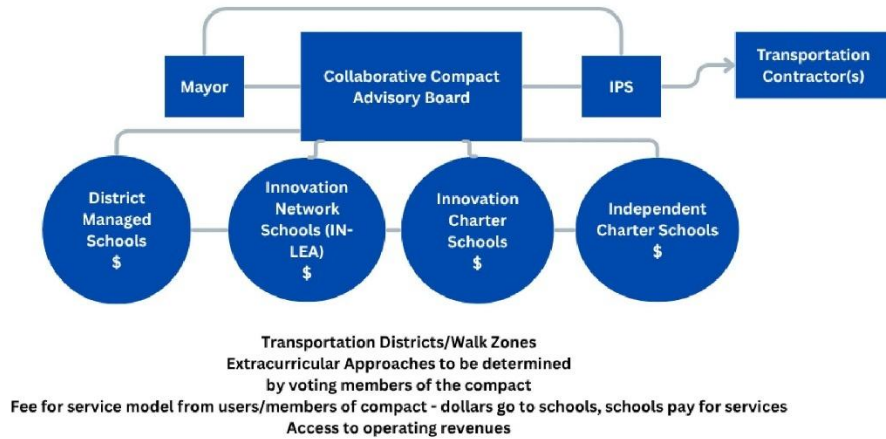 Mayor
Collaborative Compact
Advisory Board
IPS
Transportation
Contractor(s)
District
Managed
Schools
$
Innovation
Network
Schools (IN-
LEA)
$
Innovation
Charter
Schools
$
Independent
Charter Schools
$
Transportation Districts/Walk Zones
Extracurricular Approaches to be determined
by voting members of the compact
Fee for service model from users/members of compact - dollars go to schools, schools pay for services
Access to operating revenues